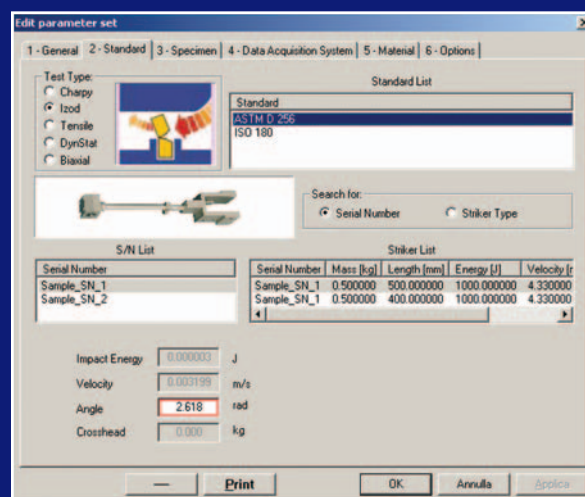 Edit parameter set
1 - General 2 - Standard 3 - Specimen 4 - Data Acquisition System 5 - Material 6 - Options
Test Type:
Charpy
Izod
Tensile
DynStat
Biaxial
Standard List
Standard
ASTM D 256
ISO 180
Search for:
Serial Number Striker Type
S/N List
Serial Number
Sample_SN_1
Sample_SN_2
Striker List
Serial Number Mass [kg] Length [mm] Energy [J] Velocity [r
Sample_SN_1 0.500000 500.000000 1000.000000 4.330000
Sample_SN_1 0.500000 400.000000 1000.000000 4.330000
Impact Energy 0.000003 J
Velocity 0.003199 m/s
Angle 2.618 rad
Crosshead 0.000 kg
Print OK Annulla Applica